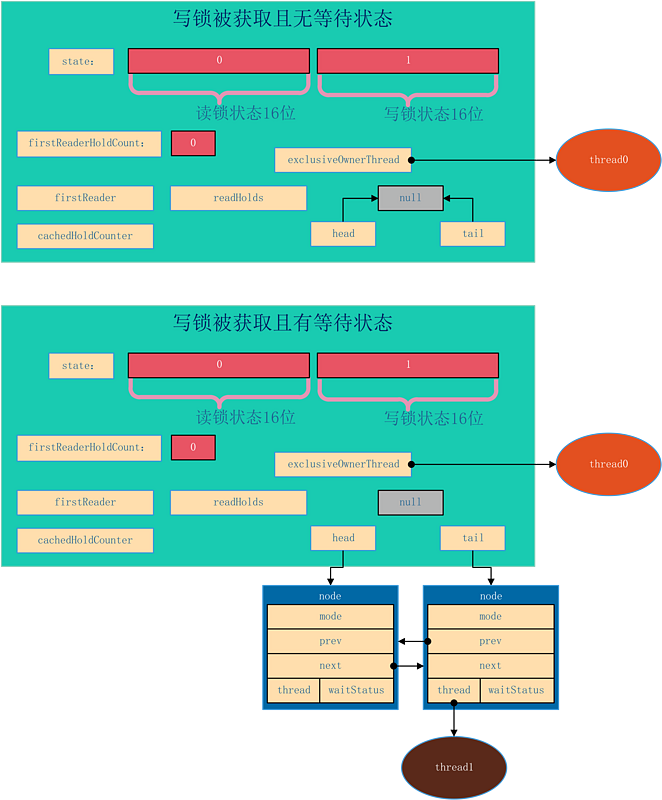 写锁被获取且无等待状态
state: 0 1
读锁状态16位 写锁状态16位
firstReaderHoldCount: 0
exclusiveOwnerThread thread0
firstReader readHolds null
cachedHoldCounter head tail
写锁被获取且有等待状态
state: 0 1
读锁状态16位 写锁状态16位
firstReaderHoldCount: 0
exclusiveOwnerThread thread0
firstReader readHolds null
cachedHoldCounter head tail
node node
mode mode
prev prev
next next
thread waitStatus thread waitStatus
thread1